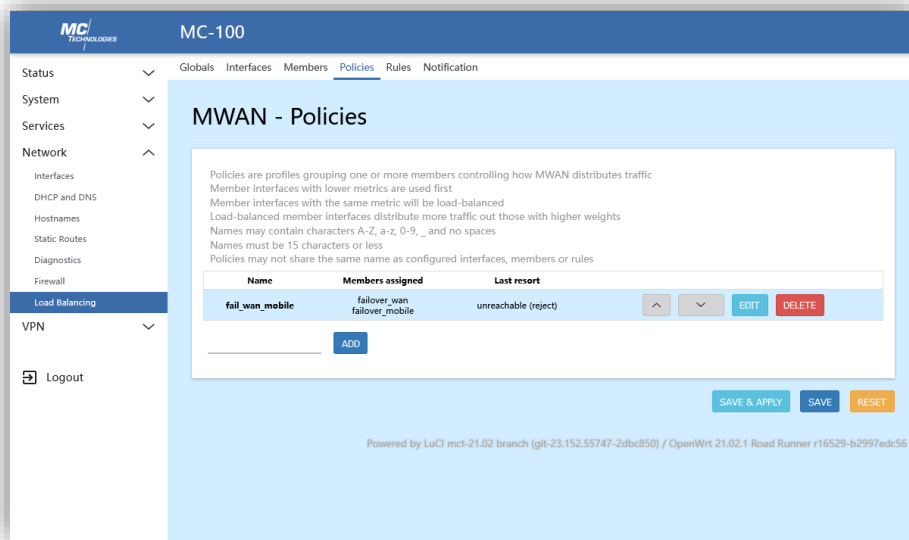 MC
TECHNOLOGIES
MC-100
Status
System
Services
Network
Interfaces
DHCP and DNS
Hostnames
Static Routes
Diagnostics
Firewall
Load Balancing
VPN
Logout
Globals Interfaces Members Policies Rules Notification
MWAN - Policies
Policies are profiles grouping one or more members controlling how MWAN distributes traffic
Member interfaces with lower metrics are used first
Member interfaces with the same metric will be load-balanced
Load-balanced member interfaces distribute more traffic out those with higher weights
Names may contain characters A-Z, a-z, 0-9, _ and no spaces
Names must be 15 characters or less
Policies may not share the same name as configured interfaces, members or rules
Name Members assigned Last resort
fail_wan_mobile failover_wan failover_mobile unreachable (reject) EDIT DELETE
ADD
SAVE & APPLY SAVE RESET
Powered by LuCI mct-21.02 branch (git-23.152.55747-2dbc850) / OpenWrt 21.02.1 Road Runner r16529-b2997edc56